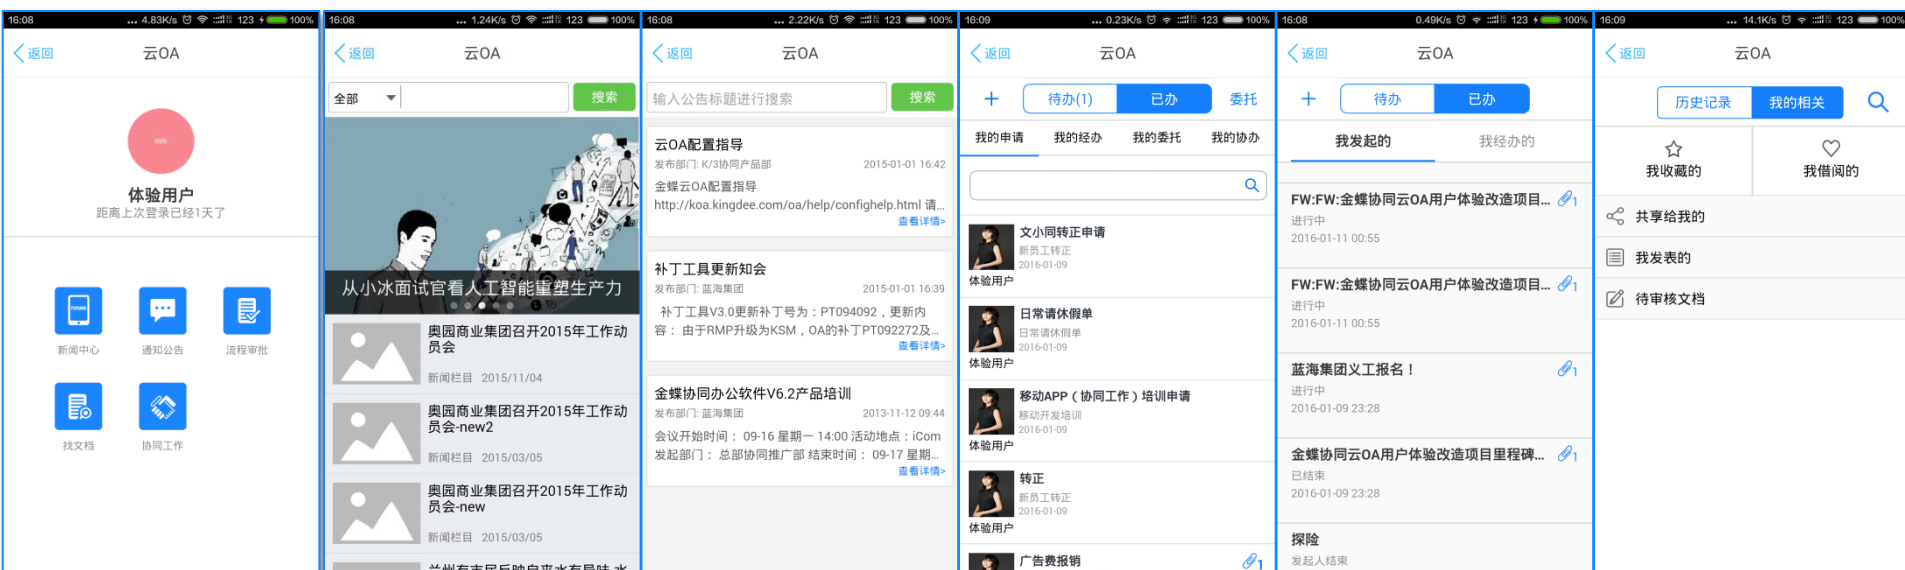 16:08
... 4.83K/s 123 100%
返回
云OA
体验用户
距离上次登录已经1天了
news
新闻中心
通知公告
流程审批
找文档
协同工作
16:08
... 1.24K/s 123 100%
返回
云OA
全部
搜索
从小冰面试官看人工智能重塑生产力
奥园商业集团召开2015年工作动
员会
新闻栏目 2015/11/04
奥园商业集团召开2015年工作动
员会-new2
新闻栏目 2015/03/05
奥园商业集团召开2015年工作动
员会-new
新闻栏目 2015/03/05
兰州有市民反映自来水有异味 水
16:08
... 2.22K/s 123 100%
返回
云OA
输入公告标题进行搜索
搜索
云OA配置指导
发布部门: K/3协同产品部 2015-01-01 16:42
金蝶云OA配置指导
http://koa.kingdee.com/oa/help/confighelp.html 请...
查看详情>
补丁工具更新知会
发布部门: 蓝海集团 2015-01-01 16:39
补丁工具V3.0更新补丁号为：PT094092，更新内
容： 由于RMP升级为KSM，OA的补丁PT092272及...
查看详情>
金蝶协同办公软件V6.2产品培训
发布部门: 蓝海集团 2013-11-12 09:44
会议开始时间： 09-16 星期一 14:00 活动地点：iCom
发起部门： 总部协同推广部 结束时间： 09-17 星期...
查看详情>
16:09
... 0.23K/s 123 100%
返回
云OA
+ 待办(1) 已办 委托
我的申请 我的经办 我的委托 我的协办
文小同转正申请
新员工转正
2016-01-09
体验用户
日常请休假单
日常请休假
2016-01-09
体验用户
移动APP（协同工作）培训申请
移动开发培训
2016-01-09
体验用户
转正
新员工转正
2016-01-09
体验用户
广告费报销 1
16:08
0.49K/s 123 100%
返回
云OA
+ 待办 已办
我发起的 我经办的
FW:FW:金蝶协同云OA用户体验改造项目... 1
进行中
2016-01-11 00:55
FW:FW:金蝶协同云OA用户体验改造项目... 1
进行中
2016-01-11 00:55
蓝海集团义工报名！ 1
进行中
2016-01-09 23:28
金蝶协同云OA用户体验改造项目里程碑... 1
已结束
2016-01-09 23:28
探险
发起人结束
16:09
... 14.1K/s 123 100%
返回
云OA
历史记录 我的相关
我收藏的 我借阅的
共享给我的
我发表的
待审核文档